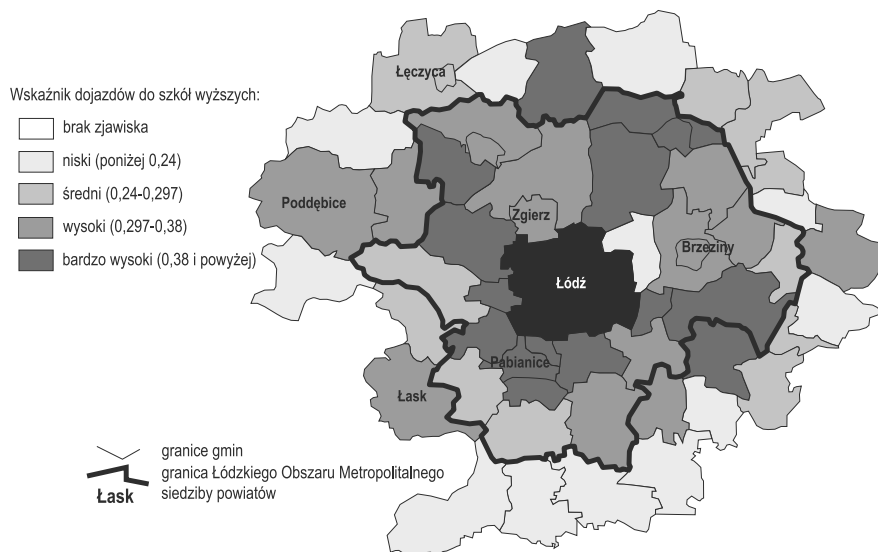 Łęczyca
Wskaźnik dojazdów do szkół wyższych:
brak zjawiska
niski (poniżej 0,24)
średni (0,24-0,297)
wysoki (0,297-0,38)
bardzo wysoki (0,38 i powyżej)
Poddębice
Zgierz
Brzeziny
Łódź
Pabianice
Łask
granice gmin
granica Łódzkiego Obszaru Metropolitalnego
Łask siedziby powiatów